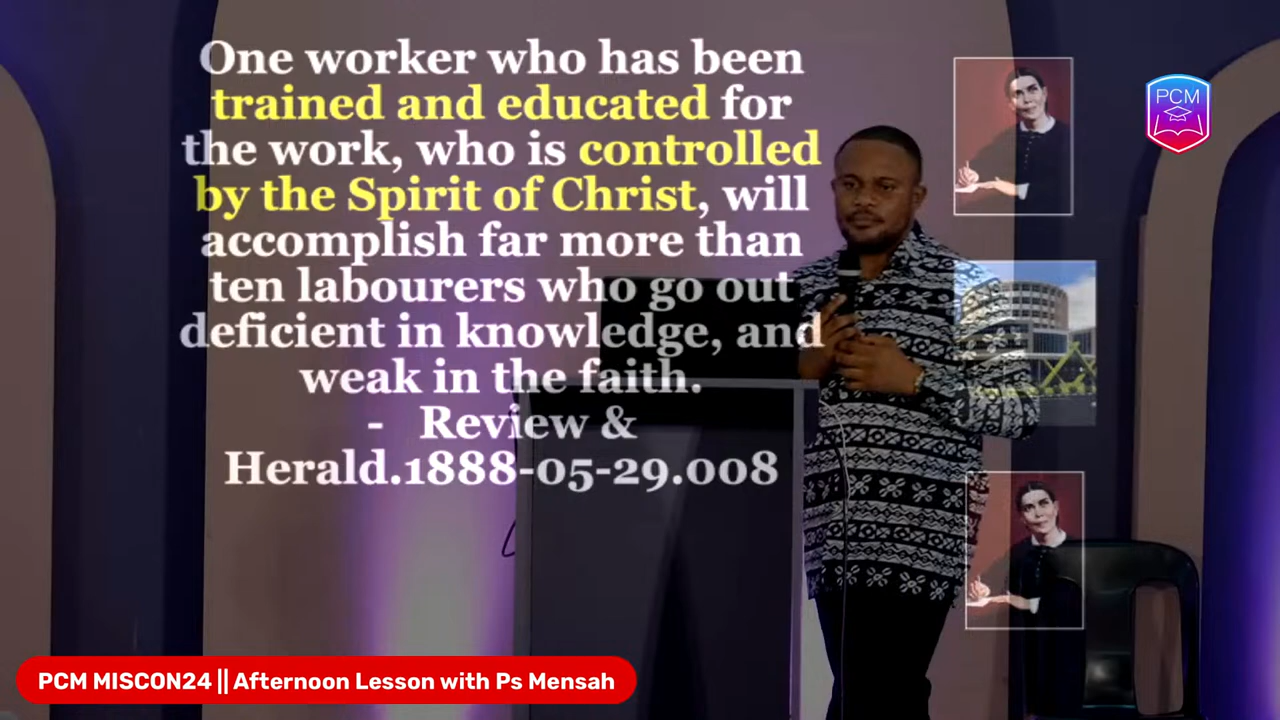 One worker who has been
trained and educated for
the work, who is controlled
by the Spirit of Christ, will
accomplish far more than
ten labourers who go out
deficient in knowledge, and
weak in the faith.
- Review &
Herald.1888-05-29.008
PCM
PCM MISCON24 || Afternoon Lesson with Ps Mensah